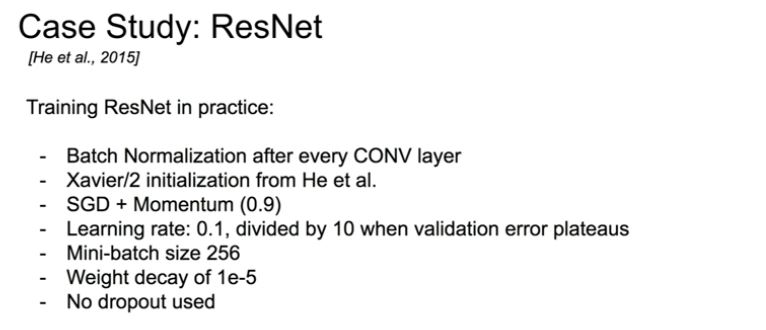 Case Study: ResNet
[He et al., 2015]
Training ResNet in practice:
- Batch Normalization after every CONV layer
- Xavier/2 initialization from He et al.
- SGD + Momentum (0.9)
- Learning rate: 0.1, divided by 10 when validation error plateaus
- Mini-batch size 256
- Weight decay of 1e-5
- No dropout used